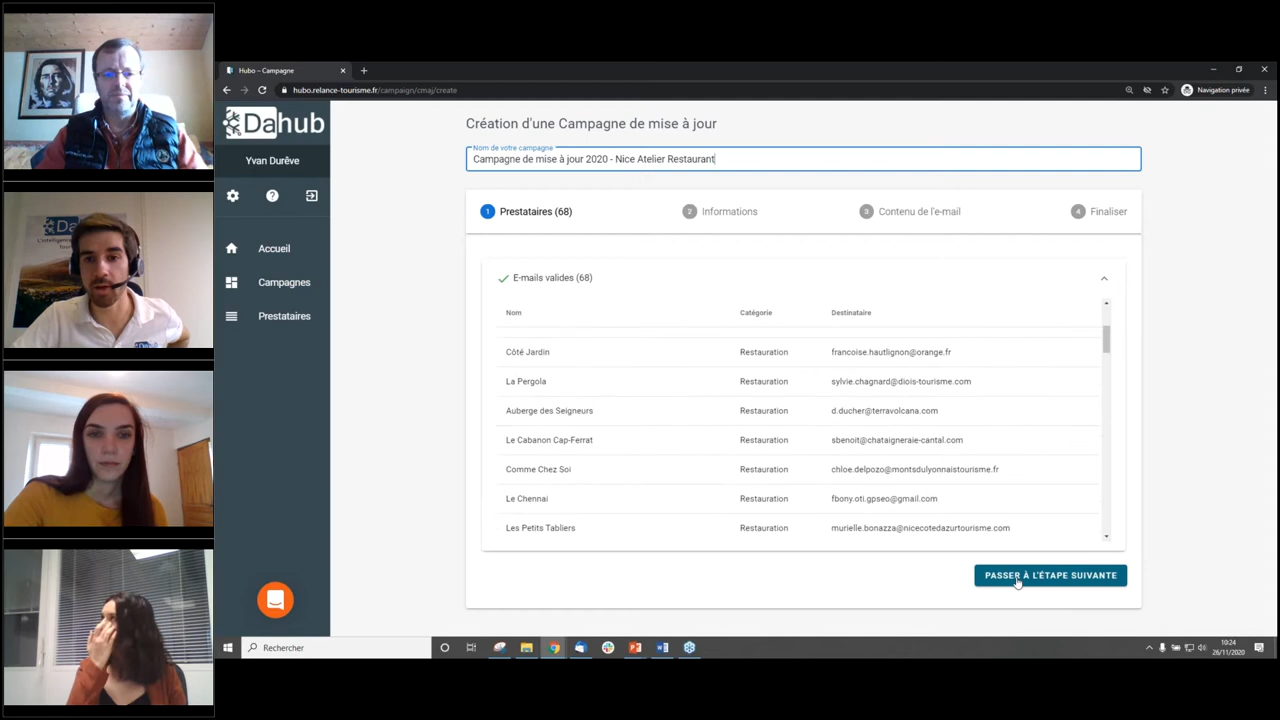 Hubo – Campagne
hubo.relance-tourisme.fr/campaign/cmaj/create
Navigation privée
Dahub
Yvan Durêve
Accueil
Campagnes
Prestataires
Création d'une Campagne de mise à jour
Nom de votre campagne
Campagne de mise à jour 2020 - Nice Atelier Restaurant
1 Prestataires (68)
2 Informations
3 Contenu de l'e-mail
4 Finaliser
E-mails valides (68)
Nom Catégorie Destinataire
Côté Jardin Restauration francoise.hautlignon@orange.fr
La Pergola Restauration sylvie.chagnard@diois-tourisme.com
Auberge des Seigneurs Restauration d.ducher@terravolcana.com
Le Cabanon Cap-Ferrat Restauration sbenoit@chataigneraie-cantal.com
Comme Chez Soi Restauration chloe.delpozo@montsdulyonnaistourisme.fr
Le Chennai Restauration fbony.oti.gpseo@gmail.com
Les Petits Tabliers Restauration murielle.bonazza@nicecotedazurtourisme.com
PASSER À L'ÉTAPE SUIVANTE
Rechercher
10:24
26/11/2020